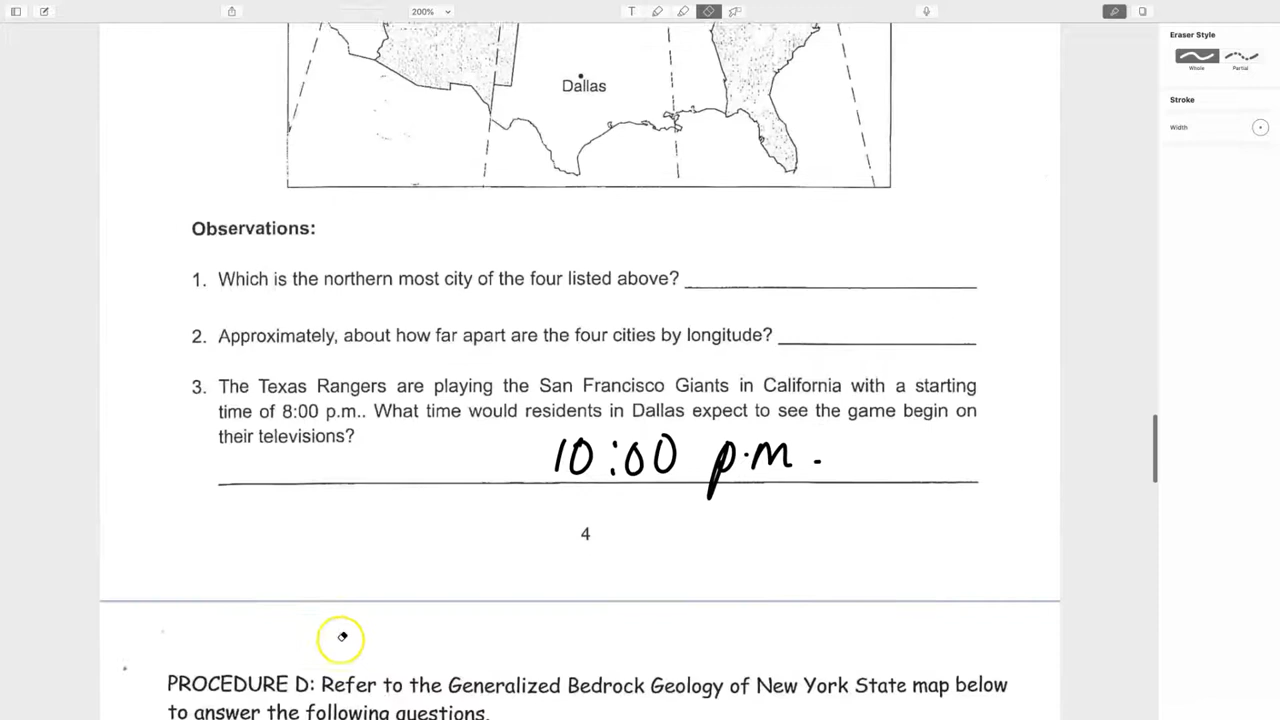 200%
T
Eraser Style
Whole Partial
Stroke
Width
Dallas
Observations:
1. Which is the northern most city of the four listed above?
2. Approximately, about how far apart are the four cities by longitude?
3. The Texas Rangers are playing the San Francisco Giants in California with a starting
time of 8:00 p.m.. What time would residents in Dallas expect to see the game begin on
their televisions?
10:00 p.m.
4
PROCEDURE D: Refer to the Generalized Bedrock Geology of New York State map below
to answer the following questions.